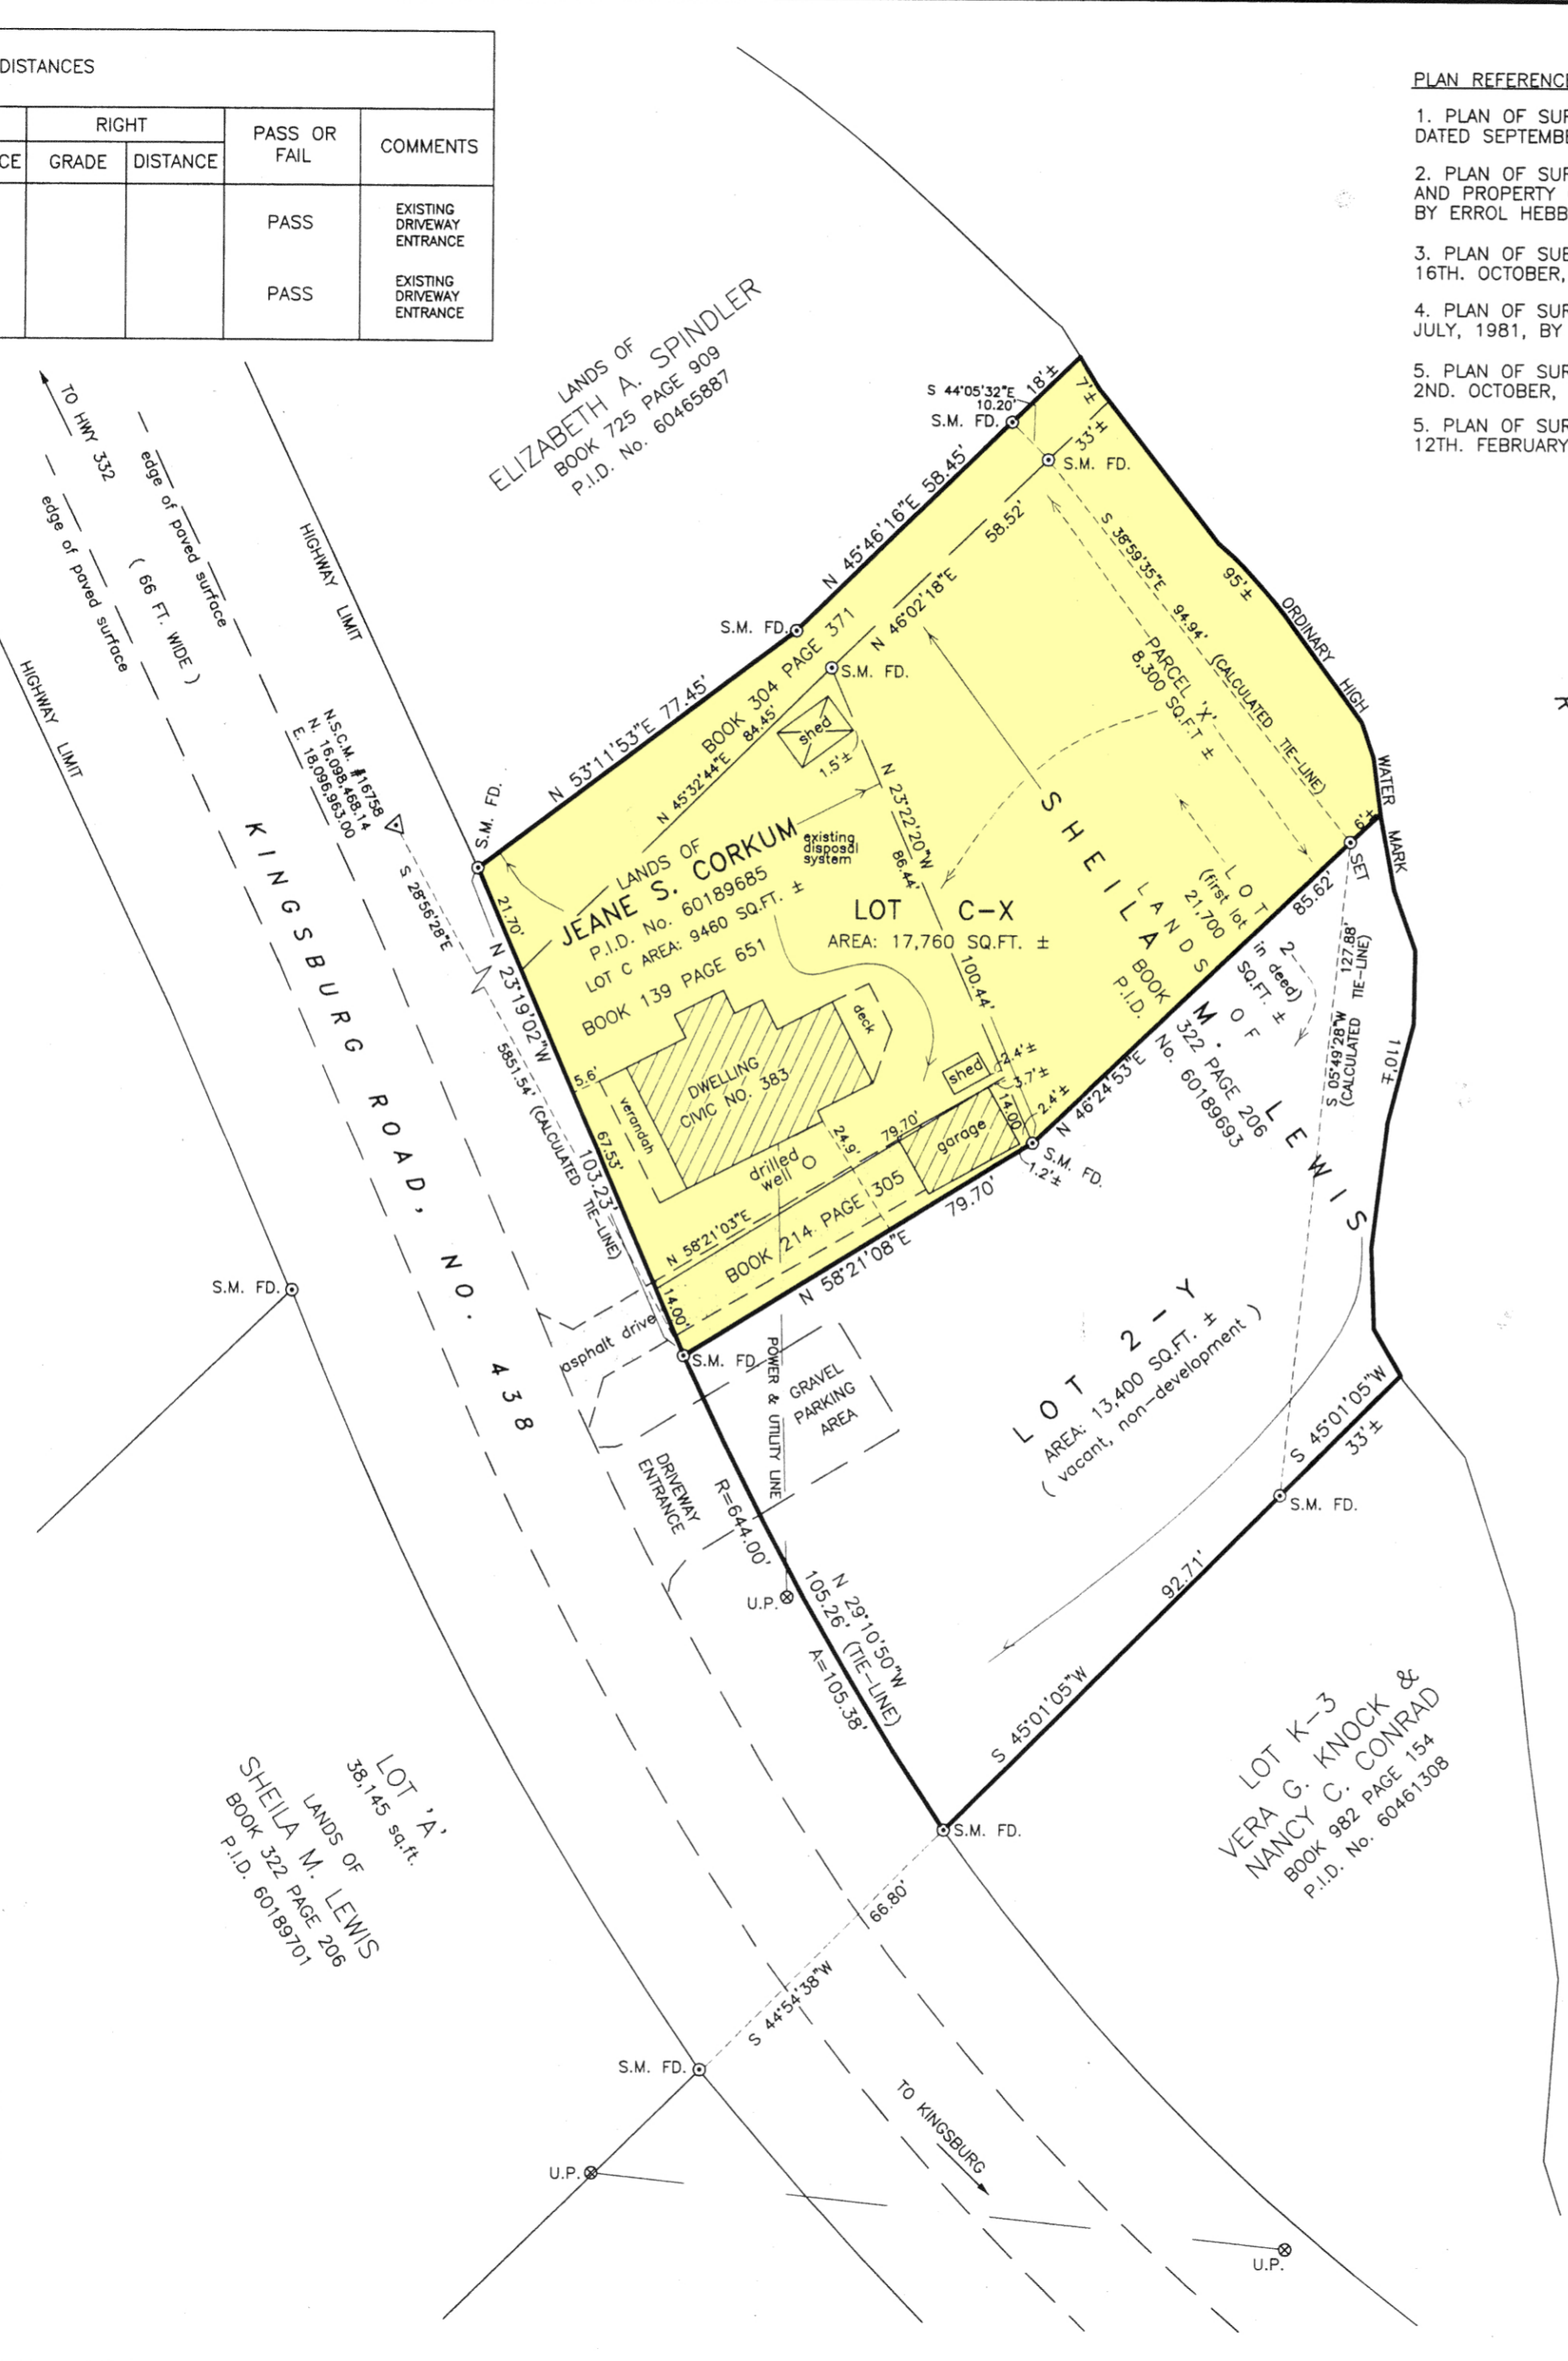 DISTANCES
RIGHT
PASS OR
FAIL
COMMENTS
CE
GRADE
DISTANCE
PASS
EXISTING
DRIVEWAY
ENTRANCE
PASS
EXISTING
DRIVEWAY
ENTRANCE
PLAN REFERENC
1. PLAN OF SUR
DATED SEPTEMB
2. PLAN OF SUR
AND PROPERTY
BY ERROL HEBB
3. PLAN OF SUB
16TH. OCTOBER,
4. PLAN OF SUR
JULY, 1981, BY
5. PLAN OF SUR
2ND. OCTOBER,
5. PLAN OF SUR
12TH. FEBRUARY
LANDS OF
ELIZABETH A. SPINDLER
BOOK 725 PAGE 909
P.I.D. No. 60465887
TO HWY 332
edge of paved surface
edge of paved surface
( 66 FT. WIDE )
HIGHWAY LIMIT
HIGHWAY LIMIT
N.S.C.M. #16758
N. 16,098,468.14
E. 18,096,963.00
S 28°56'28"E
5851.54' (CALCULATED TIE-LINE)
KINGSBURG ROAD, NO. 438
S 44°05'32"E
10.20'
18'±
7'±
S.M. FD.
33'±
S.M. FD.
N 45°46'16"E 58.45'
58.52'
N 46°02'18"E
S 38°59'35"E 94.94' (CALCULATED TIE-LINE)
95'±
ORDINARY HIGH WATER MARK
S.M. FD.
S.M. FD.
BOOK 304 PAGE 371
N 53°11'53"E 77.45'
N 45°32'44"E 84.45'
shed
1.5'±
PARCEL 'X'
8,300 SQ.FT ±
S.M. FD.
21.70'
N 23°19'02"W
103.23'
67.53'
LANDS OF
JEANE S. CORKUM
P.I.D. No. 60189685
LOT C AREA: 9460 SQ.FT. ±
BOOK 139 PAGE 651
existing
disposal
system
N 23°22'20"W
86.44'
100.44'
LOT C-X
AREA: 17,760 SQ.FT. ±
LANDS OF
SHEILA M. LEWIS
BOOK 322 PAGE 206
P.I.D. No. 60189693
LOT 2
(first lot in deed)
21,700 SQ.FT. ±
6'±
SET
85.62'
S 05°49'28"W 127.88'
(CALCULATED TIE-LINE)
110'±
5.6'
verandah
DWELLING
CIVIC NO. 383
deck
shed
2.4'±
3.7'±
14.00
2.4'±
drilled
well
24.9'
79.70'
garage
N 46°24'53"E
S.M. FD.
1.2'±
N 58°21'03"E
BOOK 214 PAGE 305
79.70'
N 58°21'08"E
14.00'
asphalt drive
S.M. FD.
S.M. FD.
POWER & UTILITY LINE
GRAVEL
PARKING
AREA
DRIVEWAY
ENTRANCE
LOT 2-Y
AREA: 13,400 SQ.FT. ±
( vacant, non-development )
S 45°01'05"W
33'±
S.M. FD.
R=644.00'
U.P.
N 29°10'50"W
105.26' (TIE-LINE)
A=105.38'
92.71'
S 45°01'05"W
S.M. FD.
LOT K-3
VERA G. KNOCK &
NANCY C. CONRAD
BOOK 982 PAGE 154
P.I.D. No. 60461308
LOT 'A'
38,145 sq.ft.
LANDS OF
SHEILA M. LEWIS
BOOK 322 PAGE 206
P.I.D. 60189701
66.80'
S 44°54'38"W
S.M. FD.
TO KINGSBURG
U.P.
U.P.